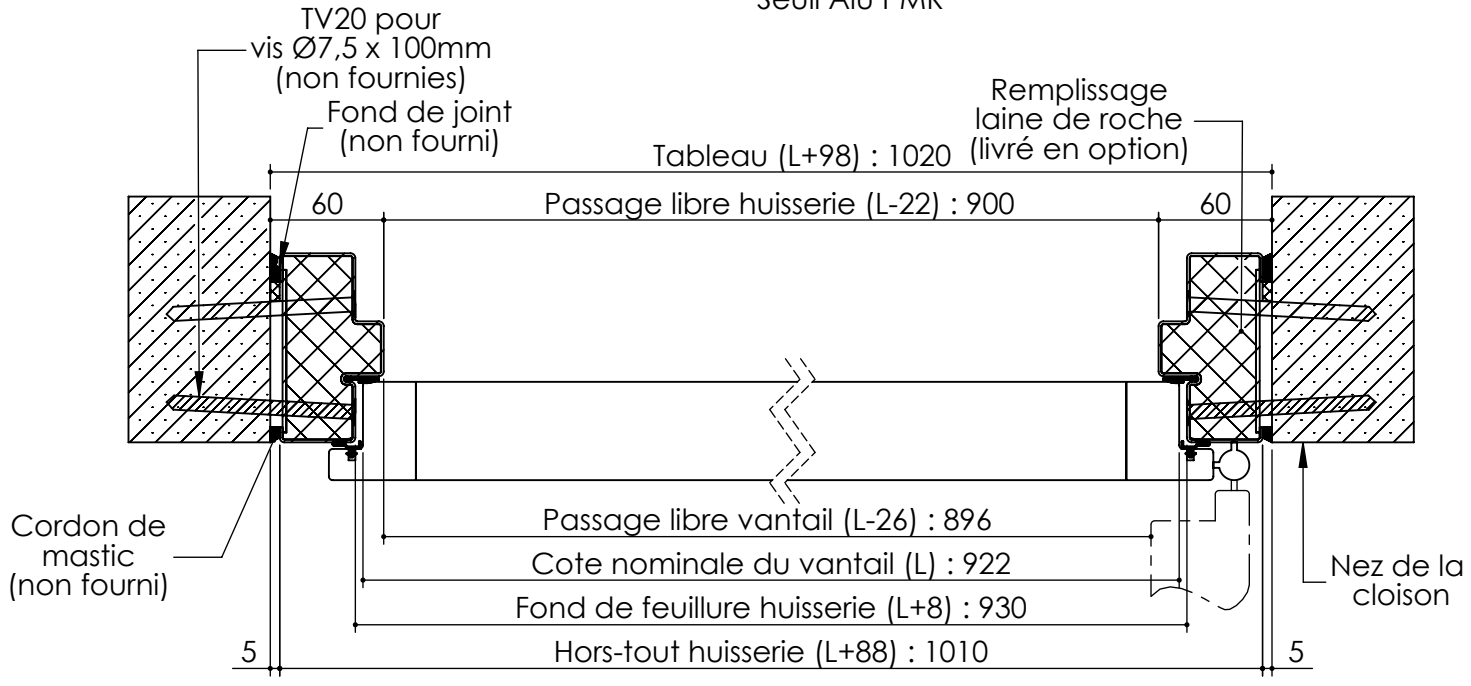 Seuil Alu PMR
TV20 pour
vis Ø7,5 x 100mm
(non fournies)
Fond de joint
(non fourni)
Remplissage
laine de roche
(livré en option)
Tableau (L+98) : 1020
60
Passage libre huisserie (L-22) : 900
60
Passage libre vantail (L-26) : 896
Cordon de
mastic
(non fourni)
Cote nominale du vantail (L) : 922
Nez de la
cloison
Fond de feuillure huisserie (L+8) : 930
5
Hors-tout huisserie (L+88) : 1010
5